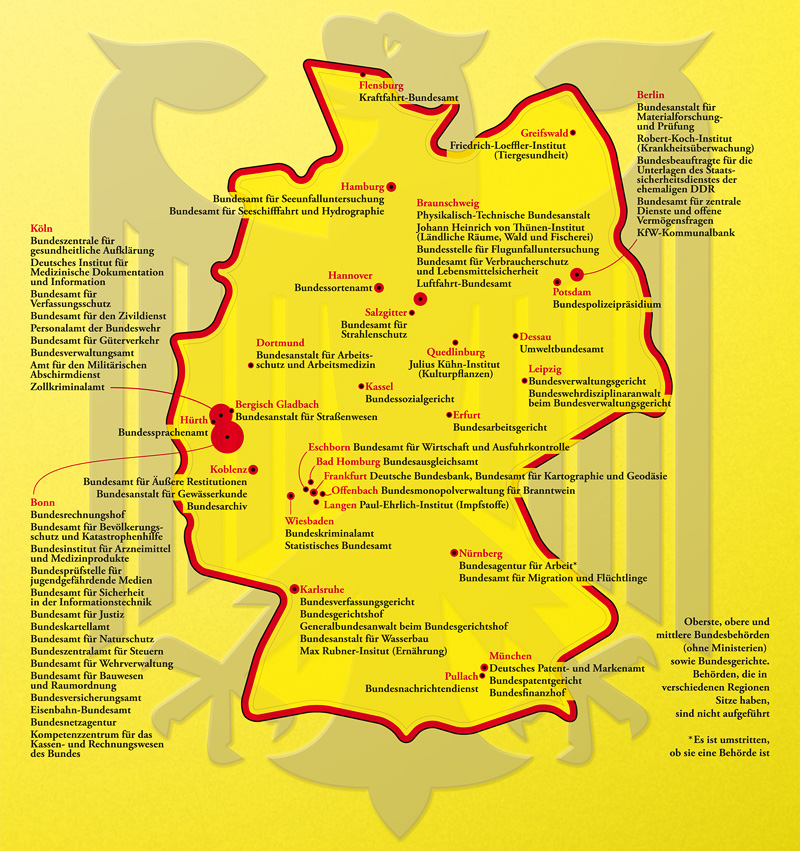 Flensburg
Kraftfahrt-Bundesamt
Greifswald
Friedrich-Loeffler-Institut
(Tiergesundheit)
Berlin
Bundesanstalt für
Materialforschung-
und Prüfung
Robert-Koch-Institut
(Krankheitsüberwachung)
Bundesbeauftragte für die
Unterlagen des Staats-
sicherheitsdienstes der
ehemaligen DDR
Bundesamt für zentrale
Dienste und offene
Vermögensfragen
KfW-Kommunalbank
Hamburg
Bundesamt für Seeunfalluntersuchung
Bundesamt für Seeschifffahrt und Hydrographie
Braunschweig
Physikalisch-Technische Bundesanstalt
Johann Heinrich von Thünen-Institut
(Ländliche Räume, Wald und Fischerei)
Bundesstelle für Flugunfalluntersuchung
Bundesamt für Verbraucherschutz
und Lebensmittelsicherheit
Luftfahrt-Bundesamt
Köln
Bundeszentrale für
gesundheitliche Aufklärung
Deutsches Institut für
Medizinische Dokumentation
und Information
Bundesamt für
Verfassungsschutz
Bundesamt für den Zivildienst
Personalamt der Bundeswehr
Bundesamt für Güterverkehr
Bundesverwaltungsamt
Amt für den Militärischen
Abschirmdienst
Zollkriminalamt
Hannover
Bundessortenamt
Potsdam
Bundespolizeipräsidium
Salzgitter
Bundesamt für
Strahlenschutz
Dortmund
Bundesanstalt für Arbeits-
schutz und Arbeitsmedizin
Quedlinburg
Julius Kühn-Institut
(Kulturpflanzen)
Dessau
Umweltbundesamt
Leipzig
Bundesverwaltungsgericht
Bundeswehrdisziplinaranwalt
beim Bundesverwaltungsgericht
Kassel
Bundessozialgericht
Bergisch Gladbach
Bundesanstalt für Straßenwesen
Hürth
Bundessprachenamt
Erfurt
Bundesarbeitsgericht
Eschborn Bundesamt für Wirtschaft und Ausfuhrkontrolle
Bad Homburg Bundesausgleichsamt
Frankfurt Deutsche Bundesbank, Bundesamt für Kartographie und Geodäsie
Offenbach Bundesmonopolverwaltung für Branntwein
Langen Paul-Ehrlich-Institut (Impfstoffe)
Koblenz
Bundesamt für Äußere Restitutionen
Bundesanstalt für Gewässerkunde
Bundesarchiv
Wiesbaden
Bundeskriminalamt
Statistisches Bundesamt
Bonn
Bundesrechnungshof
Bundesamt für Bevölkerungs-
schutz und Katastrophenhilfe
Bundesinstitut für Arzneimittel
und Medizinprodukte
Bundesprüfstelle für
jugendgefährdende Medien
Bundesamt für Sicherheit
in der Informationstechnik
Bundesamt für Justiz
Bundeskartellamt
Bundesamt für Naturschutz
Bundeszentralamt für Steuern
Bundesamt für Wehrverwaltung
Bundesamt für Bauwesen
und Raumordnung
Bundesversicherungsamt
Eisenbahn-Bundesamt
Bundesnetzagentur
Kompetenzzentrum für das
Kassen- und Rechnungswesen
des Bundes
Nürnberg
Bundesagentur für Arbeit*
Bundesamt für Migration und Flüchtlinge
Karlsruhe
Bundesverfassungsgericht
Bundesgerichtshof
Generalbundesanwalt beim Bundesgerichtshof
Bundesanstalt für Wasserbau
Max Rubner-Insitut (Ernährung)
München
Deutsches Patent- und Markenamt
Bundespatentgericht
Bundesfinanzhof
Pullach
Bundesnachrichtendienst
Oberste, obere und
mittlere Bundesbehörden
(ohne Ministerien)
sowie Bundesgerichte.
Behörden, die in
verschiedenen Regionen
Sitze haben,
sind nicht aufgeführt
*Es ist umstritten,
ob sie eine Behörde ist